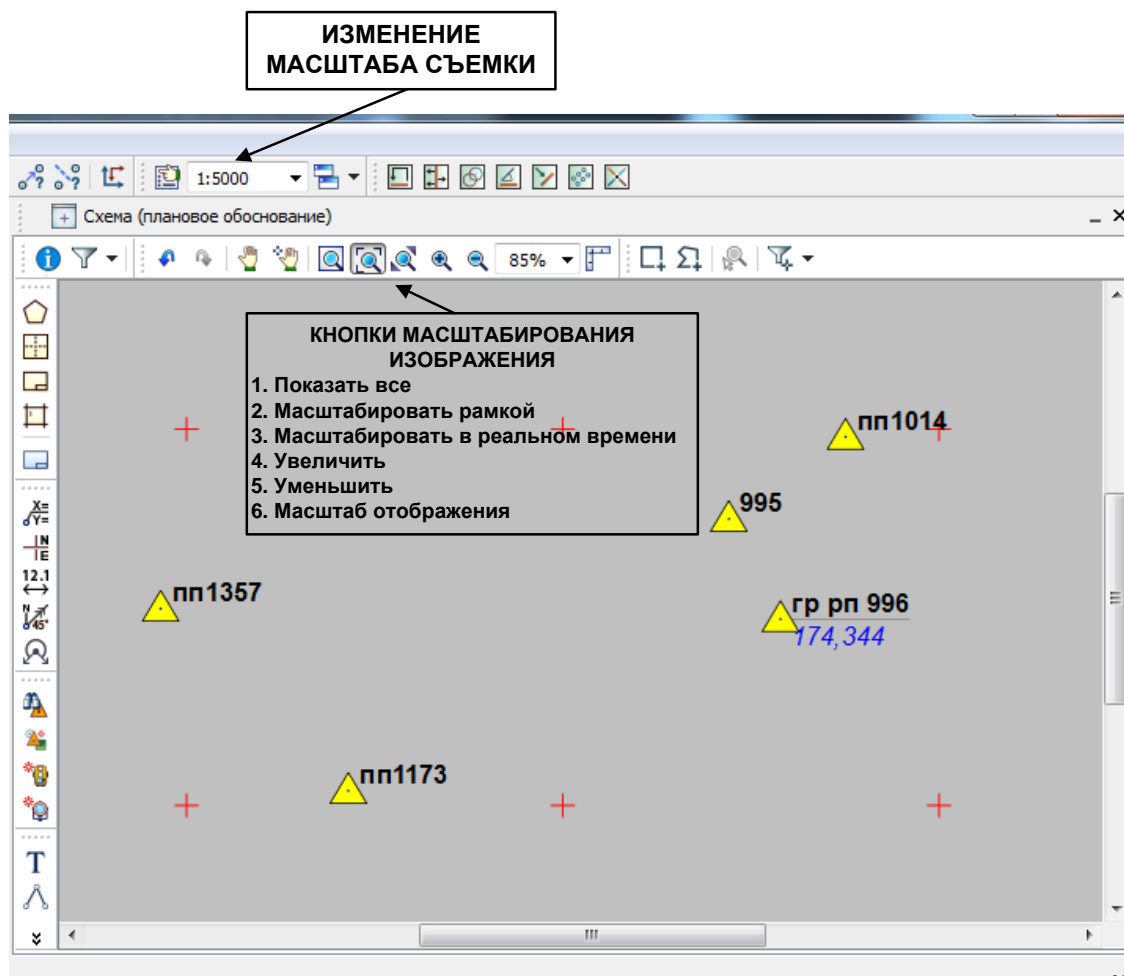 ИЗМЕНЕНИЕ
МАСШТАБА СЪЕМКИ
1:5000
Схема (плановое обоснование)
85%
КНОПКИ МАСШТАБИРОВАНИЯ
ИЗОБРАЖЕНИЯ
1. Показать все
2. Масштабировать рамкой
3. Масштабировать в реальном времени
4. Увеличить
5. Уменьшить
6. Масштаб отображения
пп1014
995
X=
Y=
N
E
12.1
пп1357
гр рп 996
174,344
N
45°
пп1173
T